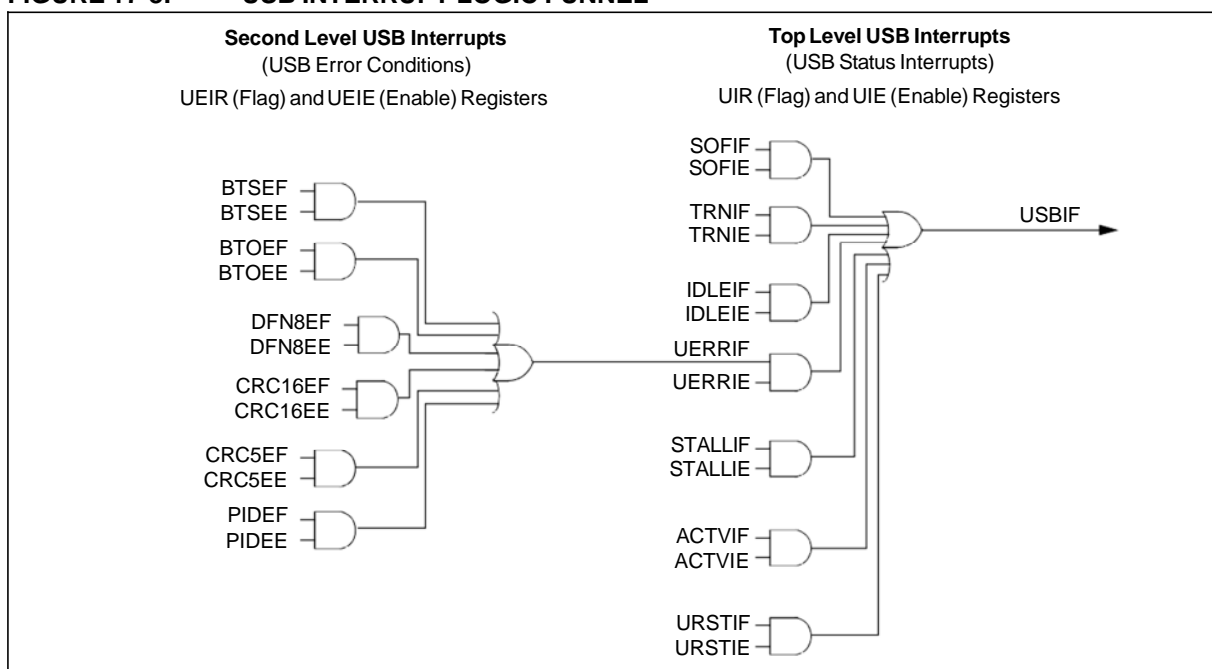 Second Level USB Interrupts
(USB Error Conditions)
UEIR (Flag) and UEIE (Enable) Registers
BTSEF
BTSEE
BTOEF
BTOEE
DFN8EF
DFN8EE
CRC16EF
CRC16EE
CRC5EF
CRC5EE
PIDEF
PIDEE
Top Level USB Interrupts
(USB Status Interrupts)
UIR (Flag) and UIE (Enable) Registers
SOFIF
SOFIE
TRNIF
TRNIE
IDLEIF
IDLEIE
UERRIF
UERRIE
STALLIF
STALLIE
ACTVIF
ACTVIE
URSTIF
URSTIE
USBIF